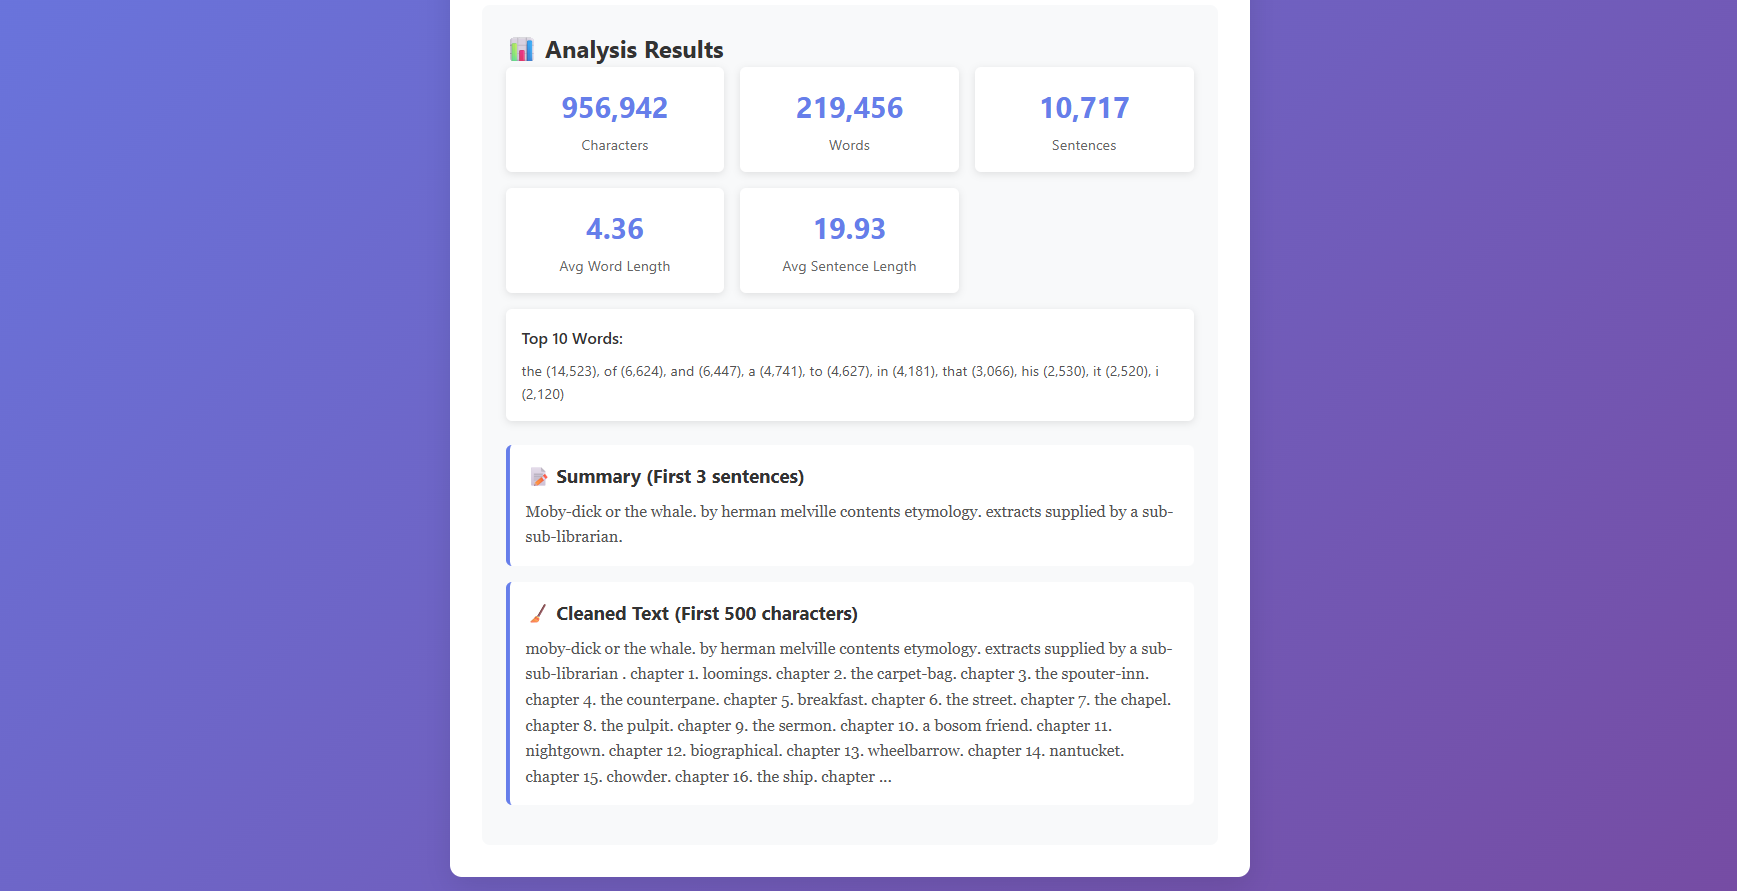 📊 Analysis Results
956,942
Characters
219,456
Words
10,717
Sentences
4.36
Avg Word Length
19.93
Avg Sentence Length
Top 10 Words:
the (14,523), of (6,624), and (6,447), a (4,741), to (4,627), in (4,181), that (3,066), his (2,530), it (2,520), i
(2,120)
📝 Summary (First 3 sentences)
Moby-dick or the whale. by herman melville contents etymology. extracts supplied by a sub-
sub-librarian.
🖌️ Cleaned Text (First 500 characters)
moby-dick or the whale. by herman melville contents etymology. extracts supplied by a sub-
sub-librarian . chapter 1. loomings. chapter 2. the carpet-bag. chapter 3. the spouter-inn.
chapter 4. the counterpane. chapter 5. breakfast. chapter 6. the street. chapter 7. the chapel.
chapter 8. the pulpit. chapter 9. the sermon. chapter 10. a bosom friend. chapter 11.
nightgown. chapter 12. biographical. chapter 13. wheelbarrow. chapter 14. nantucket.
chapter 15. chowder. chapter 16. the ship. chapter ...